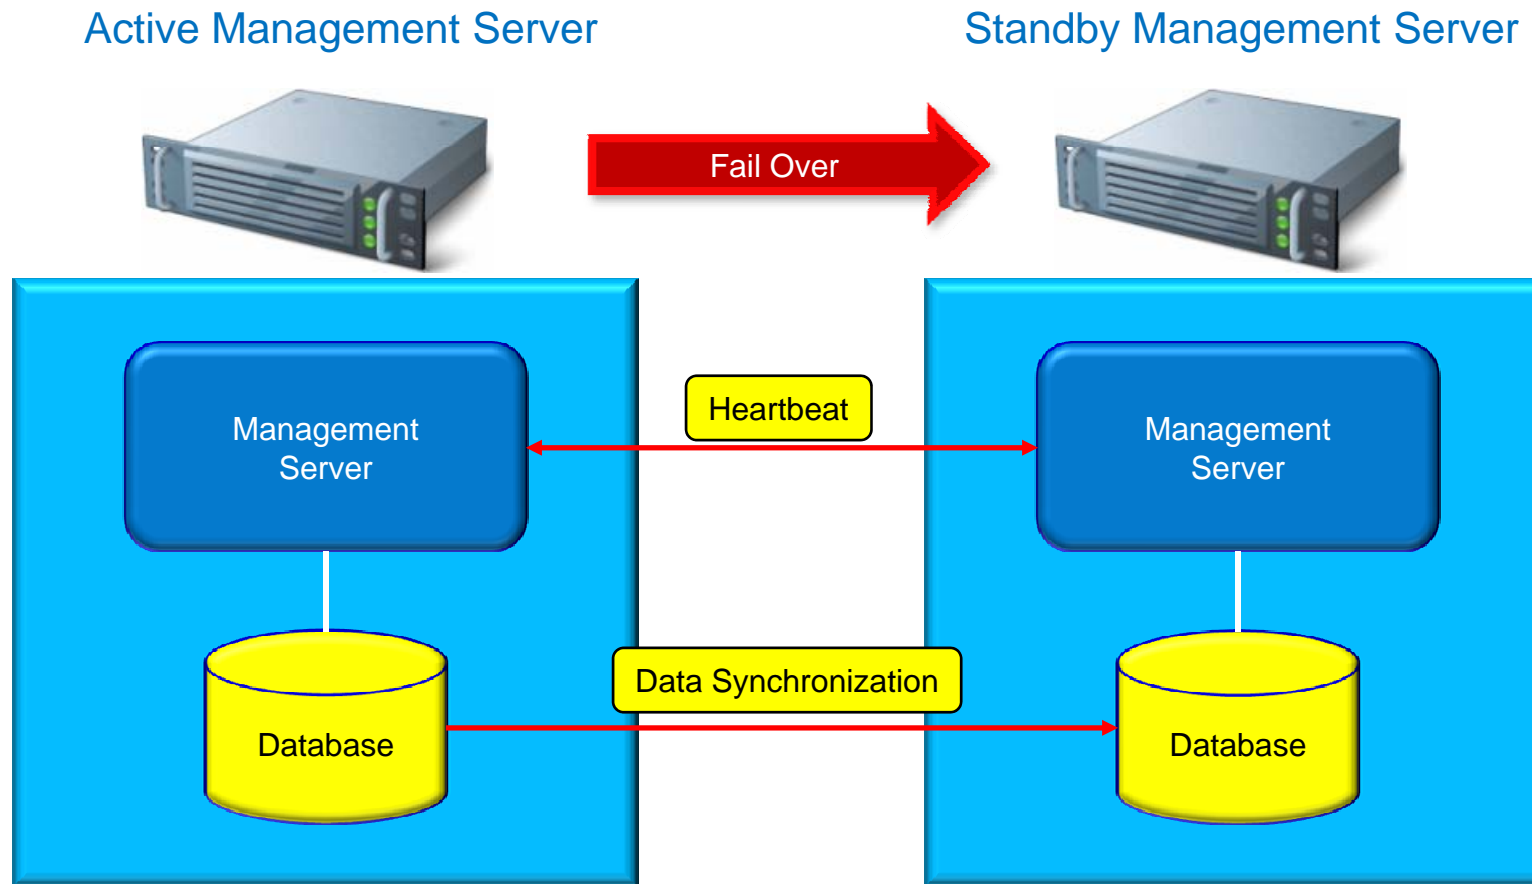 Active Management Server
Standby Management Server
Fail Over
Heartbeat
Management
Server
Management
Server
Data Synchronization
Database
Database